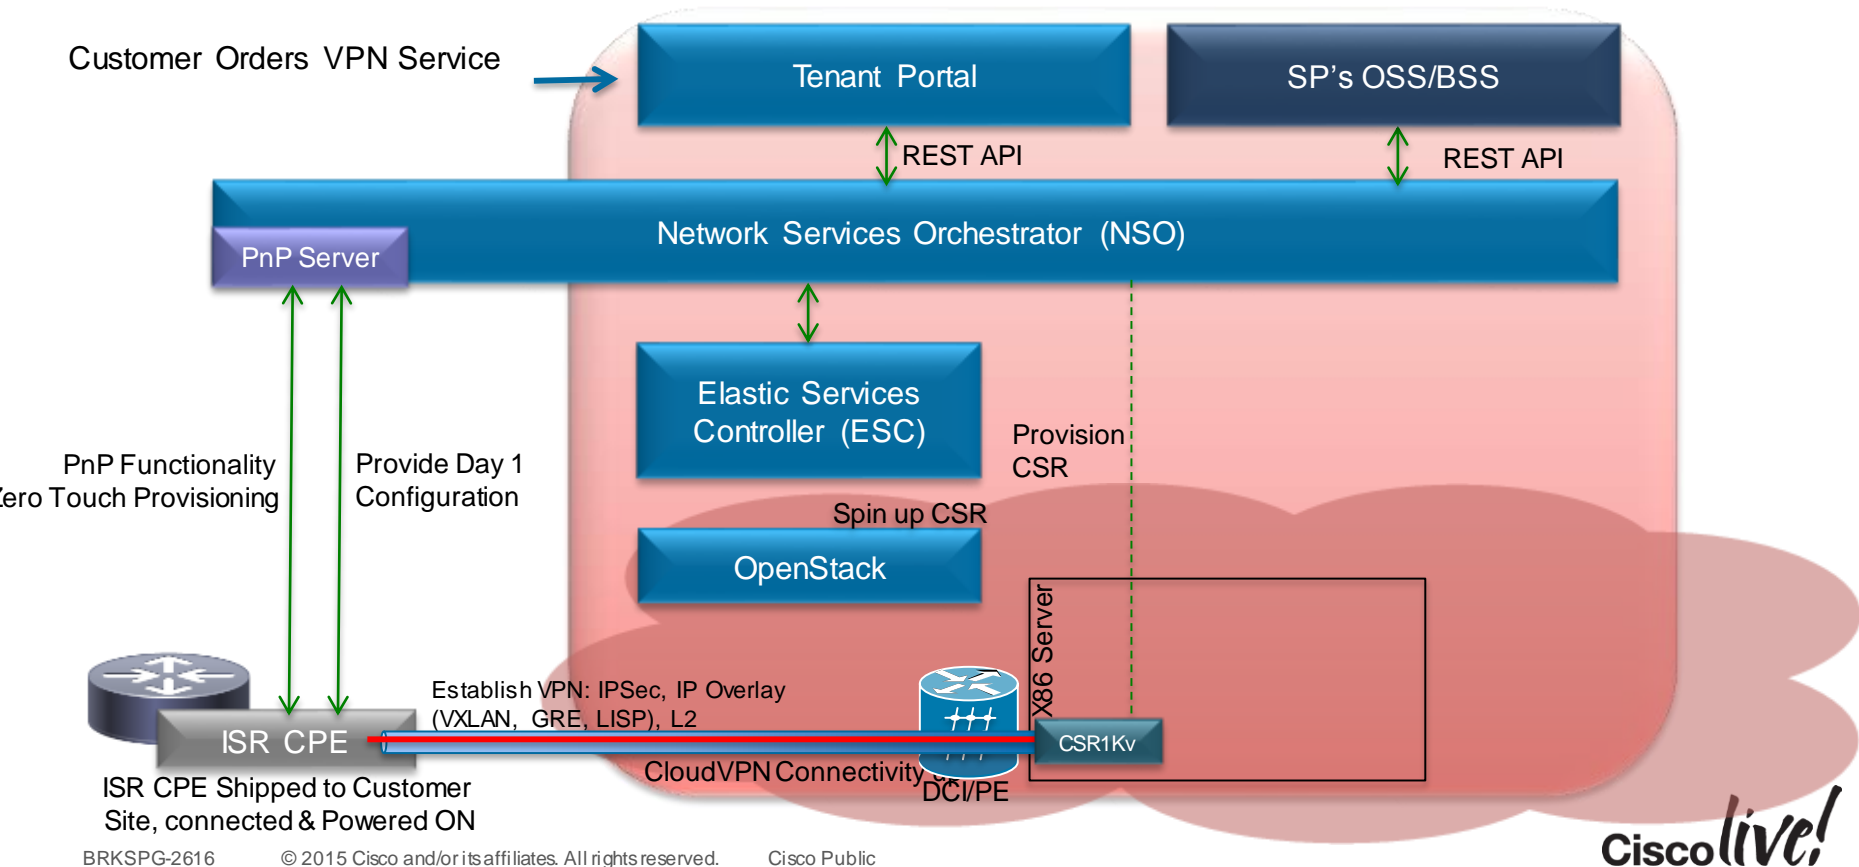 Customer Orders VPN Service
Tenant Portal
SP's OSS/BSS
REST API
REST API
Network Services Orchestrator (NSO)
PnP Server
Elastic Services
Controller (ESC)
Provision
CSR
PnP Functionality
Zero Touch Provisioning
Provide Day 1
Configuration
Spin up CSR
OpenStack
X86 Server
Establish VPN: IPSec, IP Overlay
(VXLAN, GRE, LISP), L2
ISR CPE
CSR1Kv
CloudVPN Connectivity up
DCI/PE
ISR CPE Shipped to Customer
Site, connected & Powered ON
BRKSPG-2616 © 2015 Cisco and/or its affiliates. All rights reserved. Cisco Public
Cisco live!